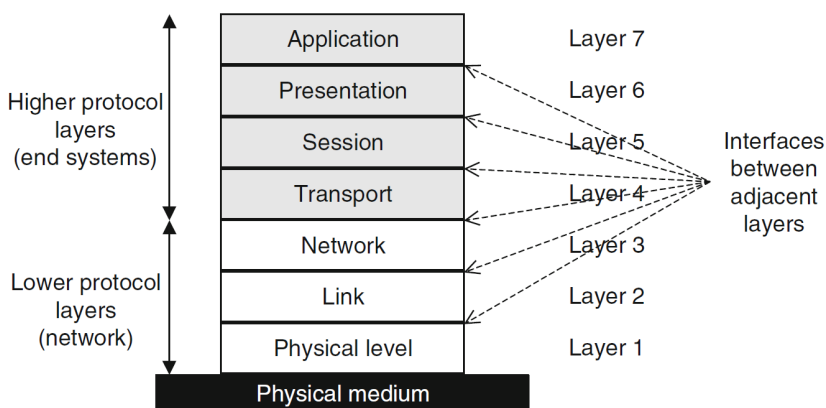 Application
Layer 7
Presentation
Layer 6
Higher protocol
layers
(end systems)
Session
Layer 5
Interfaces
between
adjacent
layers
Transport
Layer 4
Network
Layer 3
Lower protocol
layers
(network)
Link
Layer 2
Physical level
Layer 1
Physical medium